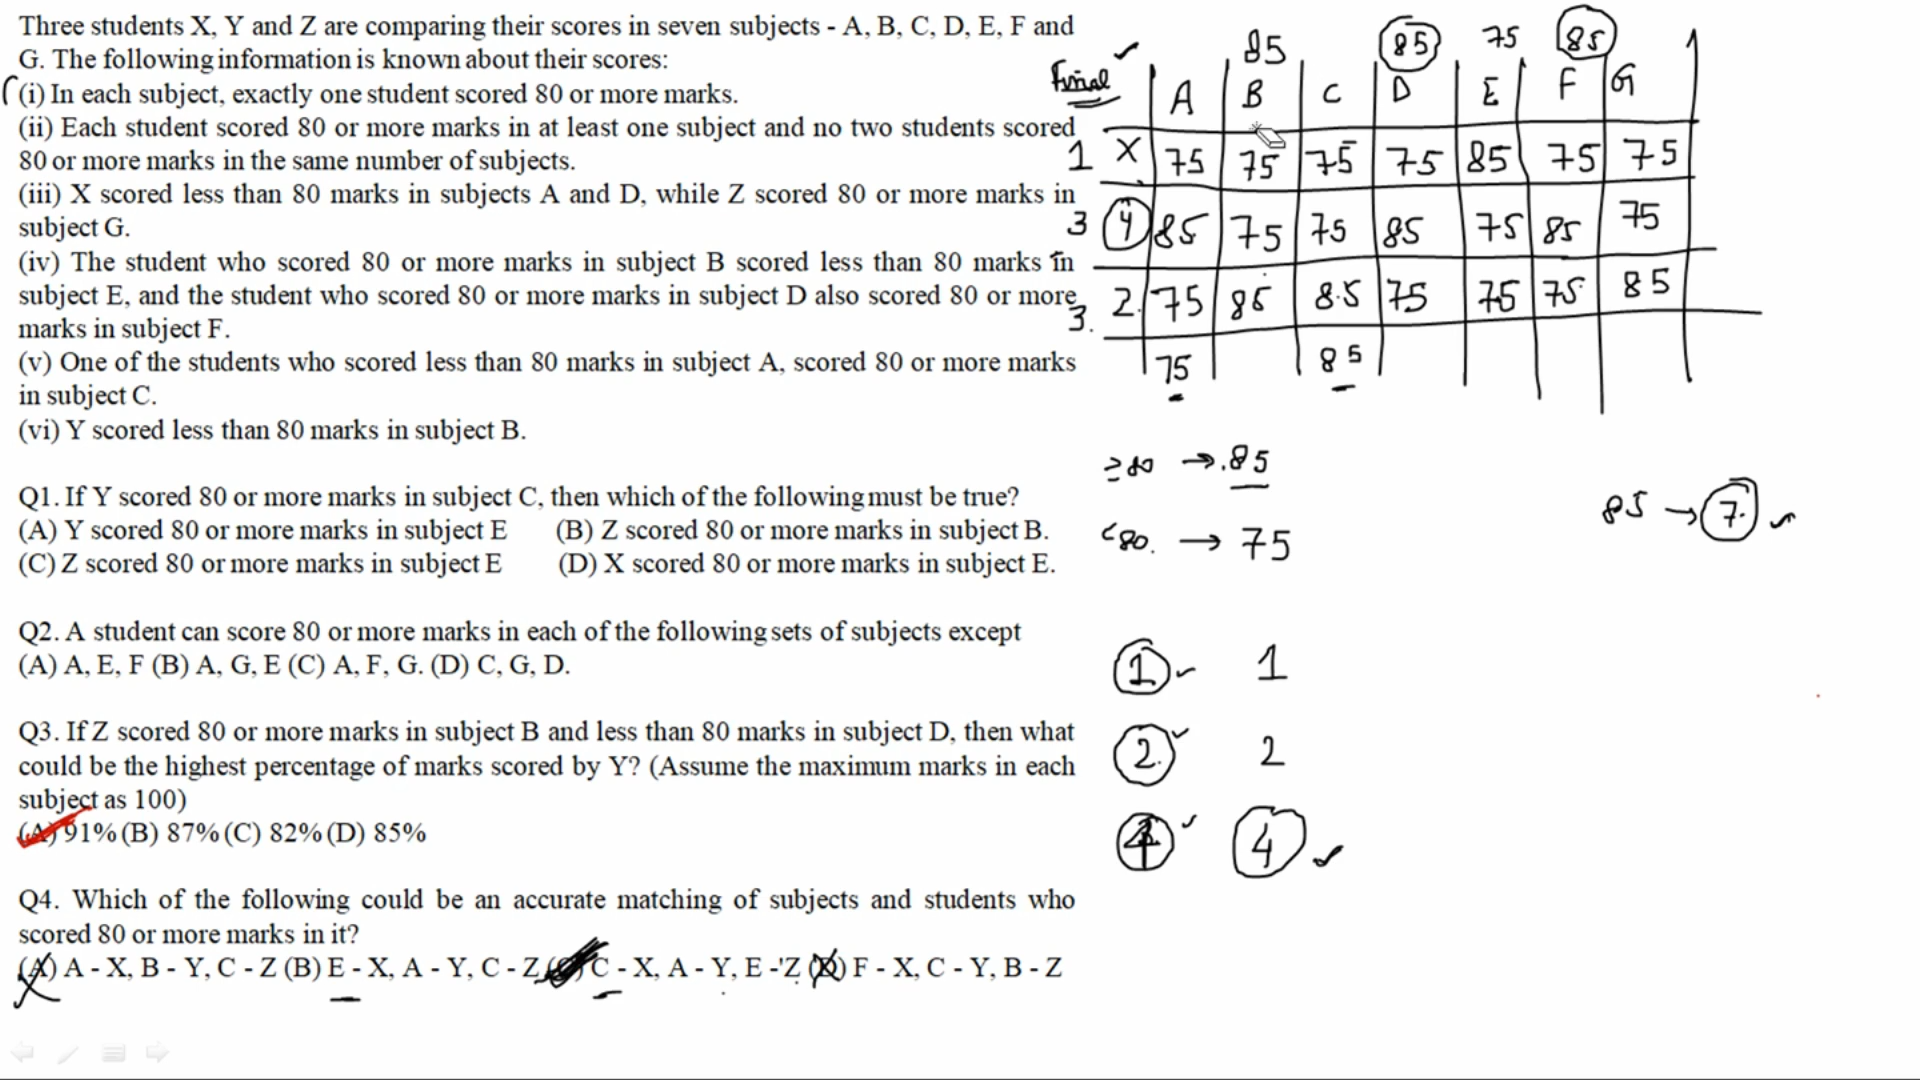 Three students X, Y and Z are comparing their scores in seven subjects - A, B, C, D, E, F and
G. The following information is known about their scores:
(i) In each subject, exactly one student scored 80 or more marks.
(ii) Each student scored 80 or more marks in at least one subject and no two students scored
80 or more marks in the same number of subjects.
(iii) X scored less than 80 marks in subjects A and D, while Z scored 80 or more marks in
subject G.
(iv) The student who scored 80 or more marks in subject B scored less than 80 marks in
subject E, and the student who scored 80 or more marks in subject D also scored 80 or more
marks in subject F.
(v) One of the students who scored less than 80 marks in subject A, scored 80 or more marks
in subject C.
(vi) Y scored less than 80 marks in subject B.
Q1. If Y scored 80 or more marks in subject C, then which of the following must be true?
(A) Y scored 80 or more marks in subject E (B) Z scored 80 or more marks in subject B.
(C) Z scored 80 or more marks in subject E (D) X scored 80 or more marks in subject E.
Q2. A student can score 80 or more marks in each of the following sets of subjects except
(A) A, E, F (B) A, G, E (C) A, F, G. (D) C, G, D.
Q3. If Z scored 80 or more marks in subject B and less than 80 marks in subject D, then what
could be the highest percentage of marks scored by Y? (Assume the maximum marks in each
subject as 100)
(A) 91% (B) 87% (C) 82% (D) 85%
Q4. Which of the following could be an accurate matching of subjects and students who
scored 80 or more marks in it?
(A) A - X, B - Y, C - Z (B) E - X, A - Y, C - Z (C) C - X, A - Y, E - Z (D) F - X, C - Y, B - Z
85 85 75 85
Final A B C D E F G
1 X 75 75 75 75 85 75 75
3 Y 85 75 75 85 75 85 75
3. Z 75 85 85 75 75 75 85
75 85
≥80 → 85
<80. → 75
85 → 7
1 1
2 2
4 4